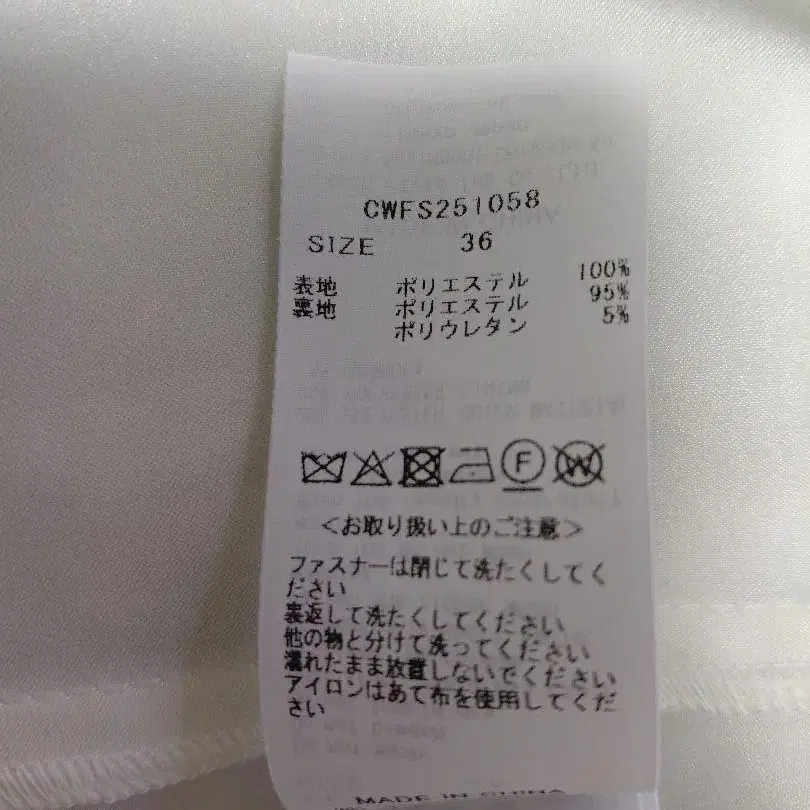 CWFS251058
SIZE 36
表地 ポリエステル 100%
裏地 ポリエステル 95%
ポリウレタン 5%
F
W
<お取り扱い上のご注意>
ファスナーは閉じて洗たくしてく
ださい
裏返して洗たくしてください
他の物と分けて洗ってください
濡れたまま放置しないでください
アイロンはあて布を使用してくだ
さい
MADE IN CHINA